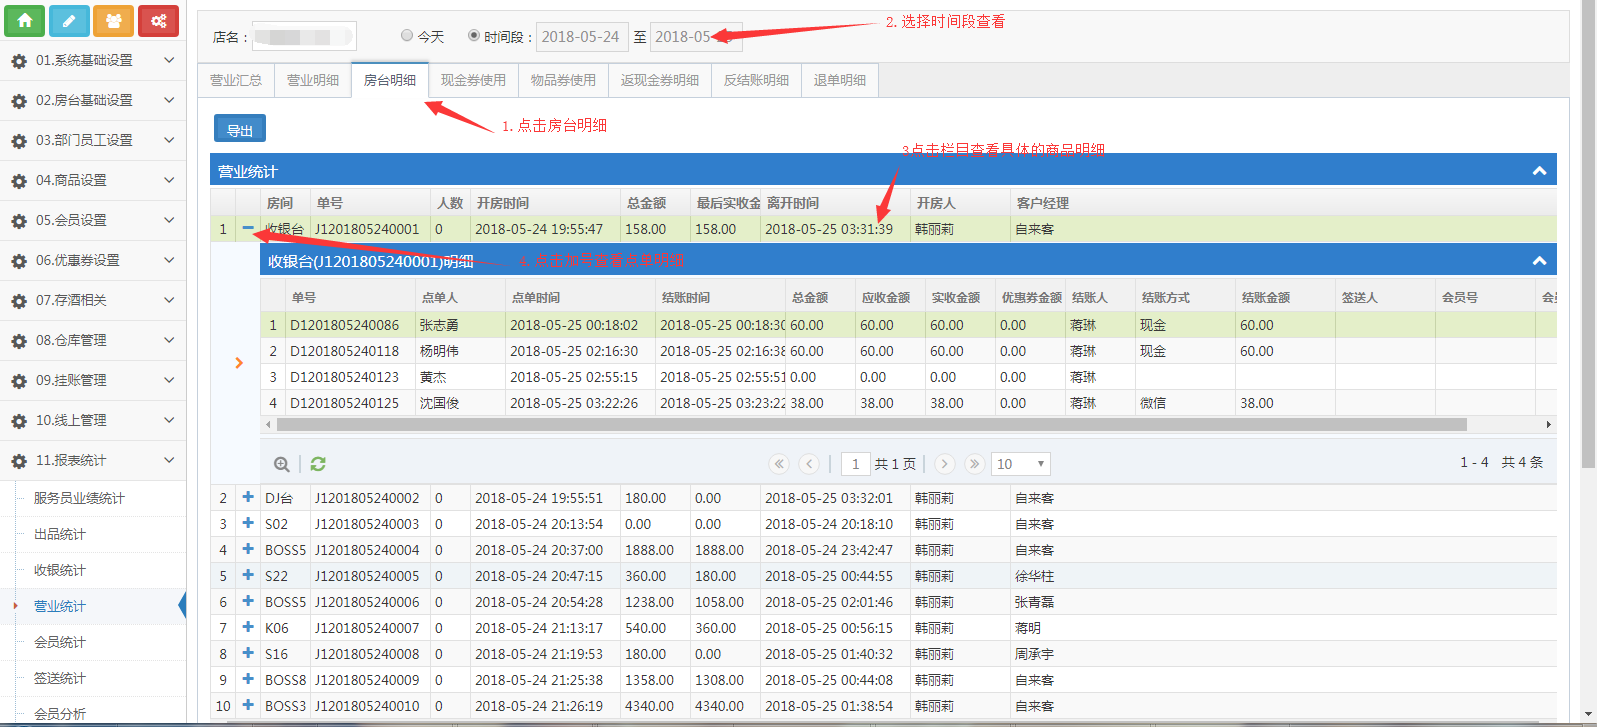 店名： 今天 时间段： 2018-05-24 至 2018-05-
2. 选择时间段查看
01.系统基础设置
02.房台基础设置
03.部门员工设置
04.商品设置
05.会员设置
06.优惠券设置
07.存酒相关
08.仓库管理
09.挂账管理
10.线上管理
11.报表统计
服务员业绩统计
出品统计
收银统计
营业统计
会员统计
签送统计
会员分析
营业汇总 营业明细 房台明细 现金券使用 物品券使用 返现金券明细 反结账明细 退单明细
1. 点击房台明细
导出
3点击栏目查看具体的商品明细
营业统计
房间 单号 人数 开房时间 总金额 最后实收金 离开时间 开房人 客户经理
1 收银台 J1201805240001 0 2018-05-24 19:55:47 158.00 158.00 2018-05-25 03:31:39 韩丽莉 自来客
收银台(J1201805240001)明细
单号 点单人 点单时间 结账时间 总金额 应收金额 实收金额 优惠券金额 结账人 结账方式 结账金额 签送人 会员号
1 D1201805240086 张志勇 2018-05-25 00:18:02 2018-05-25 00:18:30 60.00 60.00 60.00 0.00 蒋琳 现金 60.00
2 D1201805240118 杨明伟 2018-05-25 02:16:30 2018-05-25 02:16:38 60.00 60.00 60.00 0.00 蒋琳 现金 60.00
3 D1201805240123 黄杰 2018-05-25 02:55:15 2018-05-25 02:55:51 0.00 0.00 0.00 0.00 蒋琳
4 D1201805240125 沈国俊 2018-05-25 03:22:26 2018-05-25 03:23:22 38.00 38.00 38.00 0.00 蒋琳 微信 38.00
1 共 1 页 10 1 - 4 共 4 条
2 DJ台 J1201805240002 0 2018-05-24 19:55:51 180.00 0.00 2018-05-25 03:32:01 韩丽莉 自来客
3 S02 J1201805240003 0 2018-05-24 20:13:54 0.00 0.00 2018-05-24 20:18:10 韩丽莉 自来客
4 BOSS5 J1201805240004 0 2018-05-24 20:37:00 1888.00 1888.00 2018-05-24 23:42:47 韩丽莉 自来客
5 S22 J1201805240005 0 2018-05-24 20:47:15 360.00 180.00 2018-05-25 00:44:55 韩丽莉 徐华柱
6 BOSS5 J1201805240006 0 2018-05-24 20:54:28 1238.00 1058.00 2018-05-25 02:01:46 韩丽莉 张青磊
7 K06 J1201805240007 0 2018-05-24 21:13:17 540.00 360.00 2018-05-25 00:56:15 韩丽莉 蒋明
8 S16 J1201805240008 0 2018-05-24 21:19:53 180.00 0.00 2018-05-25 01:40:32 韩丽莉 周承宇
9 BOSS8 J1201805240009 0 2018-05-24 21:25:38 1358.00 1308.00 2018-05-25 00:44:08 韩丽莉 自来客
10 BOSS3 J1201805240010 0 2018-05-24 21:26:19 4340.00 4340.00 2018-05-25 01:38:54 韩丽莉 自来客